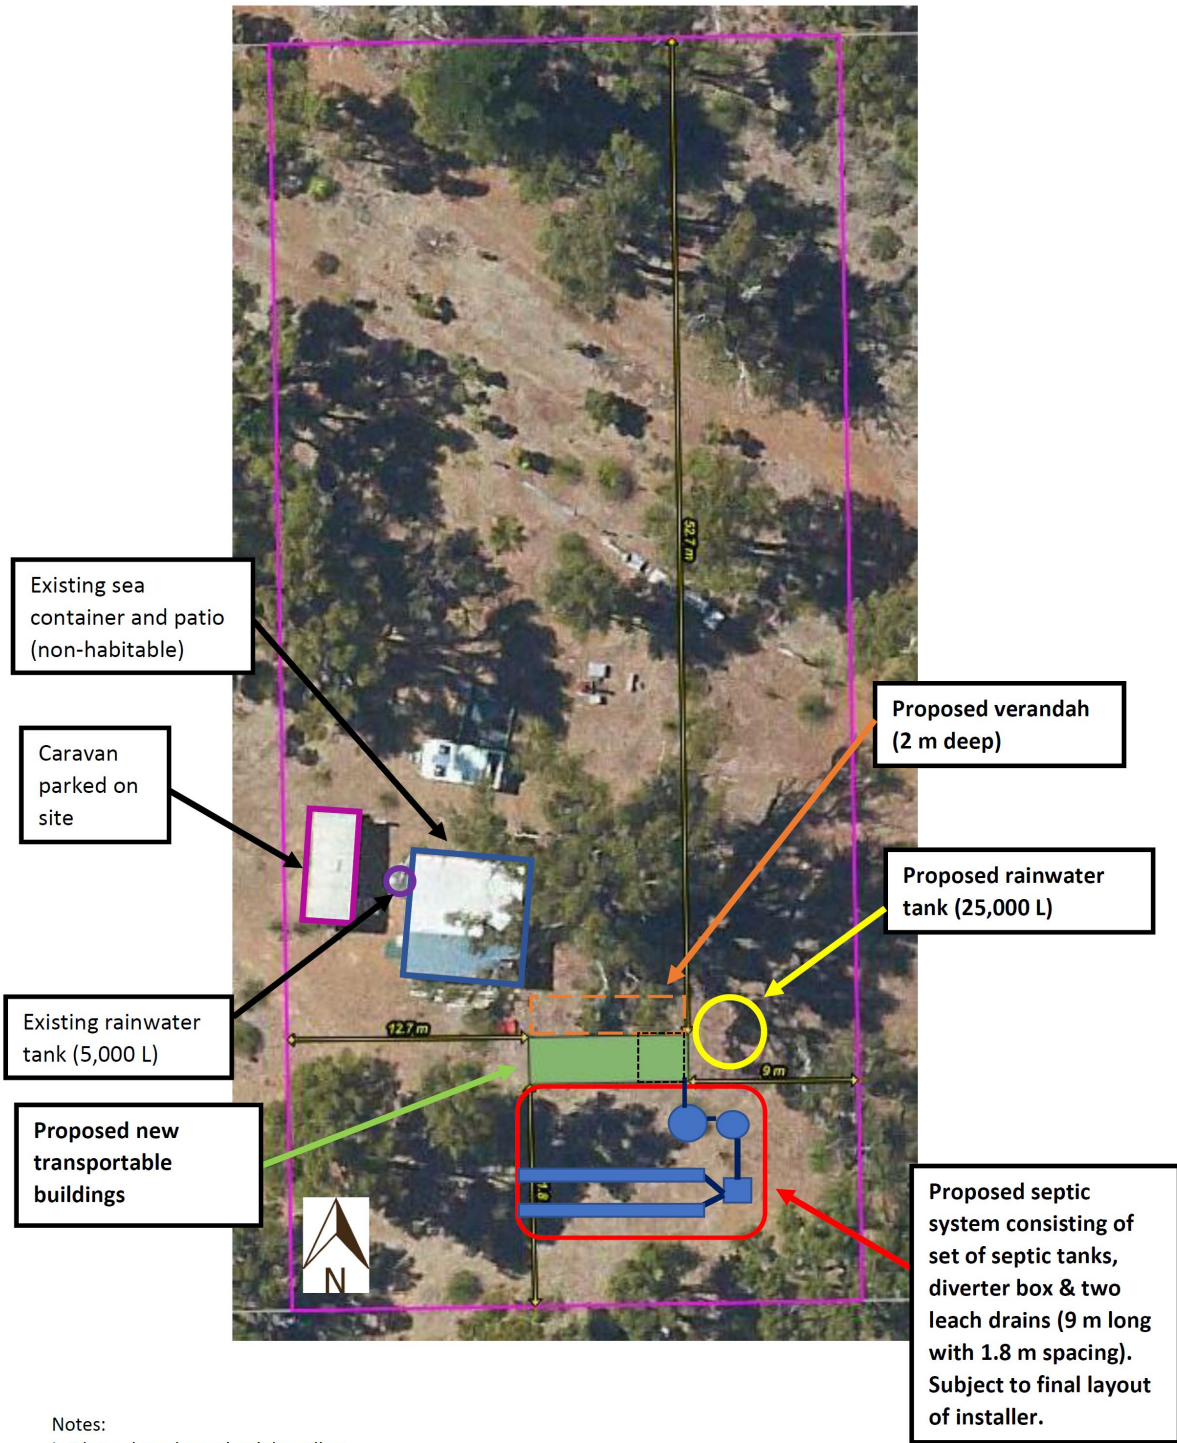 52.7 m
Existing sea
container and patio
(non-habitable)
Proposed verandah
(2 m deep)
Caravan
parked on
site
Proposed rainwater
tank (25,000 L)
Existing rainwater
tank (5,000 L)
12.7 m
9 m
Proposed new
transportable
buildings
1.8
N
Proposed septic
system consisting of
set of septic tanks,
diverter box & two
leach drains (9 m long
with 1.8 m spacing).
Subject to final layout
of installer.
Notes: